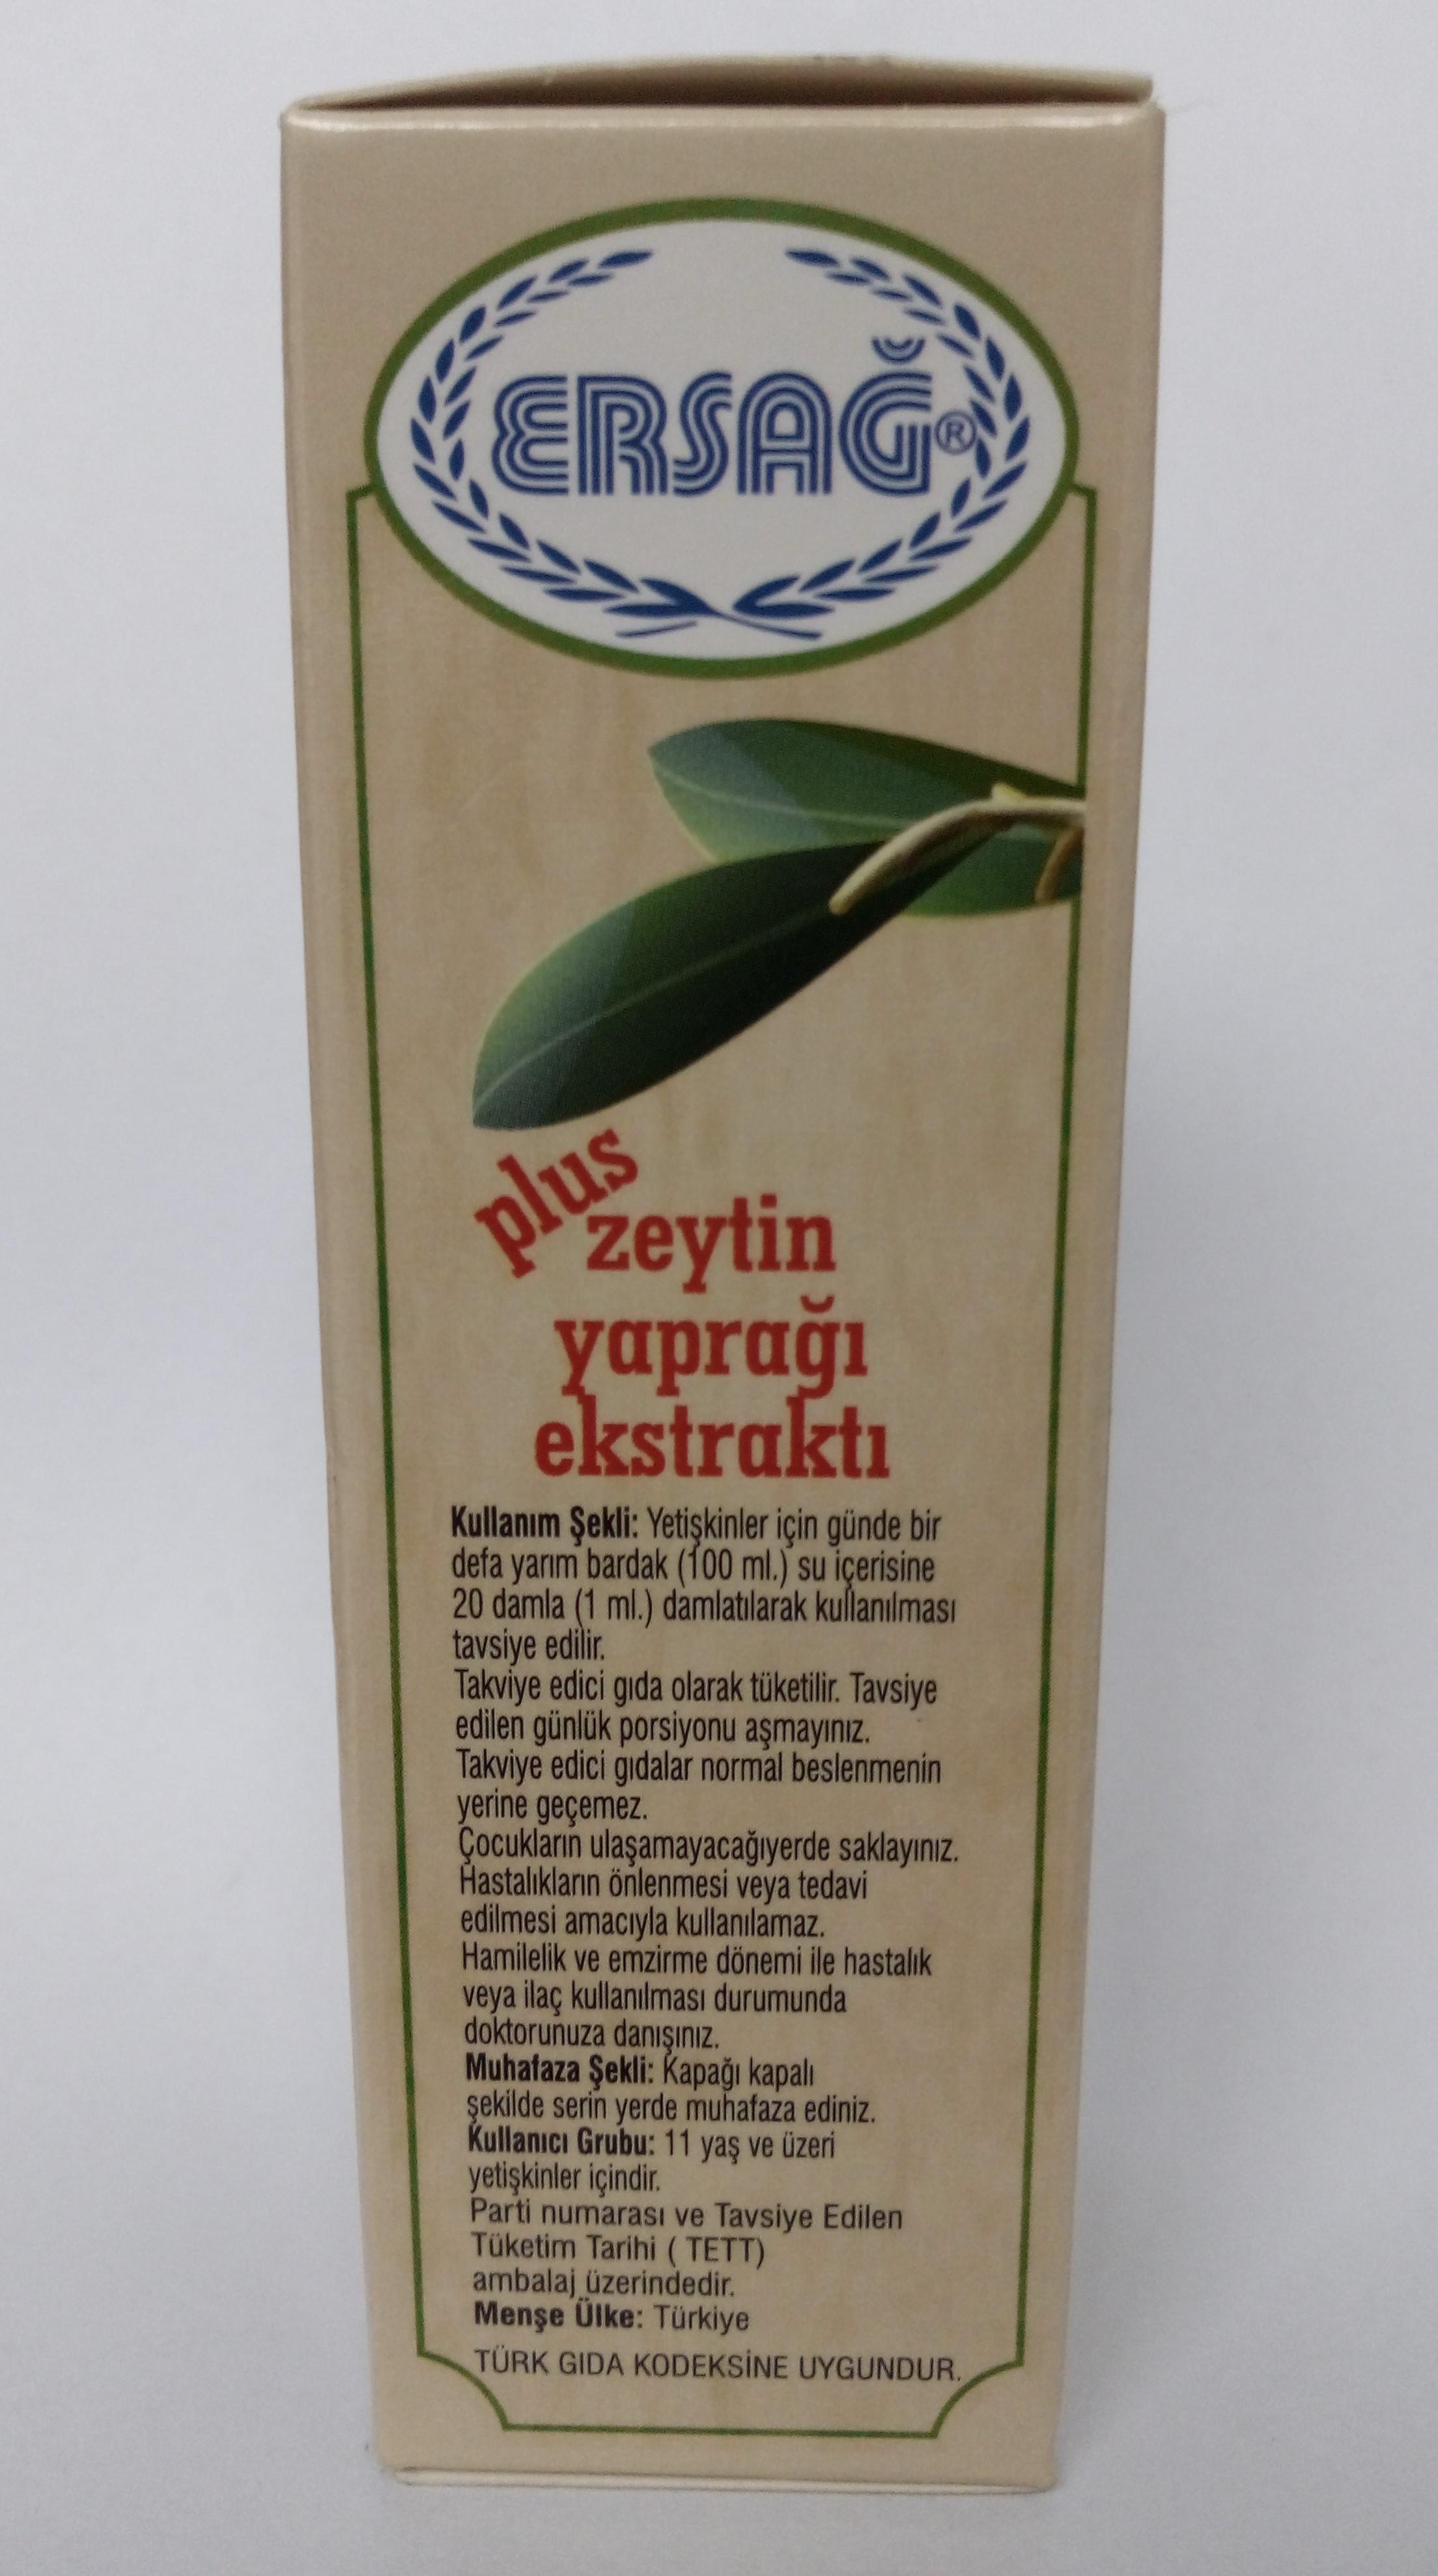 ERSAĞ®
plus
zeytin
yaprağı
ekstraktı
Kullanım Şekli: Yetişkinler için günde bir
defa yarım bardak (100 ml.) su içerisine
20 damla (1 ml.) damlatılarak kullanılması
tavsiye edilir.
Takviye edici gıda olarak tüketilir. Tavsiye
edilen günlük porsiyonu aşmayınız.
Takviye edici gıdalar normal beslenmenin
yerine geçemez.
Çocukların ulaşamayacağıyerde saklayınız.
Hastalıkların önlenmesi veya tedavi
edilmesi amacıyla kullanılamaz.
Hamilelik ve emzirme dönemi ile hastalık
veya ilaç kullanılması durumunda
doktorunuza danışınız.
Muhafaza Şekli: Kapağı kapalı
şekilde serin yerde muhafaza ediniz.
Kullanıcı Grubu: 11 yaş ve üzeri
yetişkinler içindir.
Parti numarası ve Tavsiye Edilen
Tüketim Tarihi ( TETT)
ambalaj üzerindedir.
Menşe Ülke: Türkiye
TÜRK GIDA KODEKSİNE UYGUNDUR.